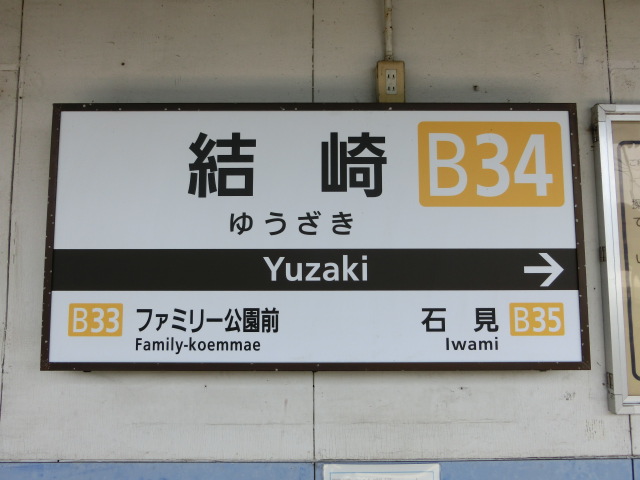 結崎 B34
ゆうざき
Yuzaki →
B33 ファミリー公園前 石見 B35
Family-koemmae Iwami